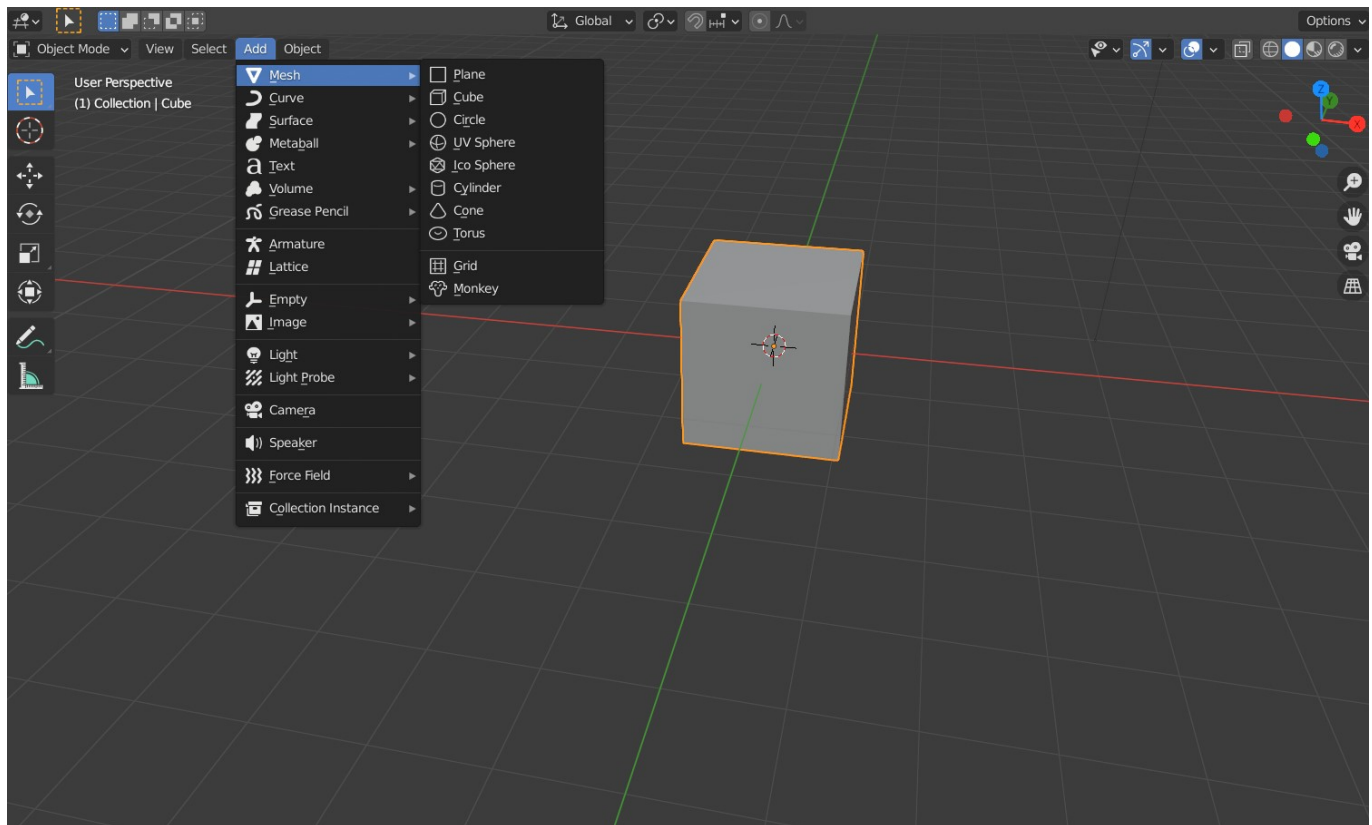 Global
Options
Object Mode View Select Add Object
User Perspective
(1) Collection | Cube
Mesh
Curve
Surface
Metaball
Text
Volume
Grease Pencil
Armature
Lattice
Empty
Image
Light
Light Probe
Camera
Speaker
Force Field
Collection Instance
Plane
Cube
Circle
UV Sphere
Ico Sphere
Cylinder
Cone
Torus
Grid
Monkey
Z
Y
X